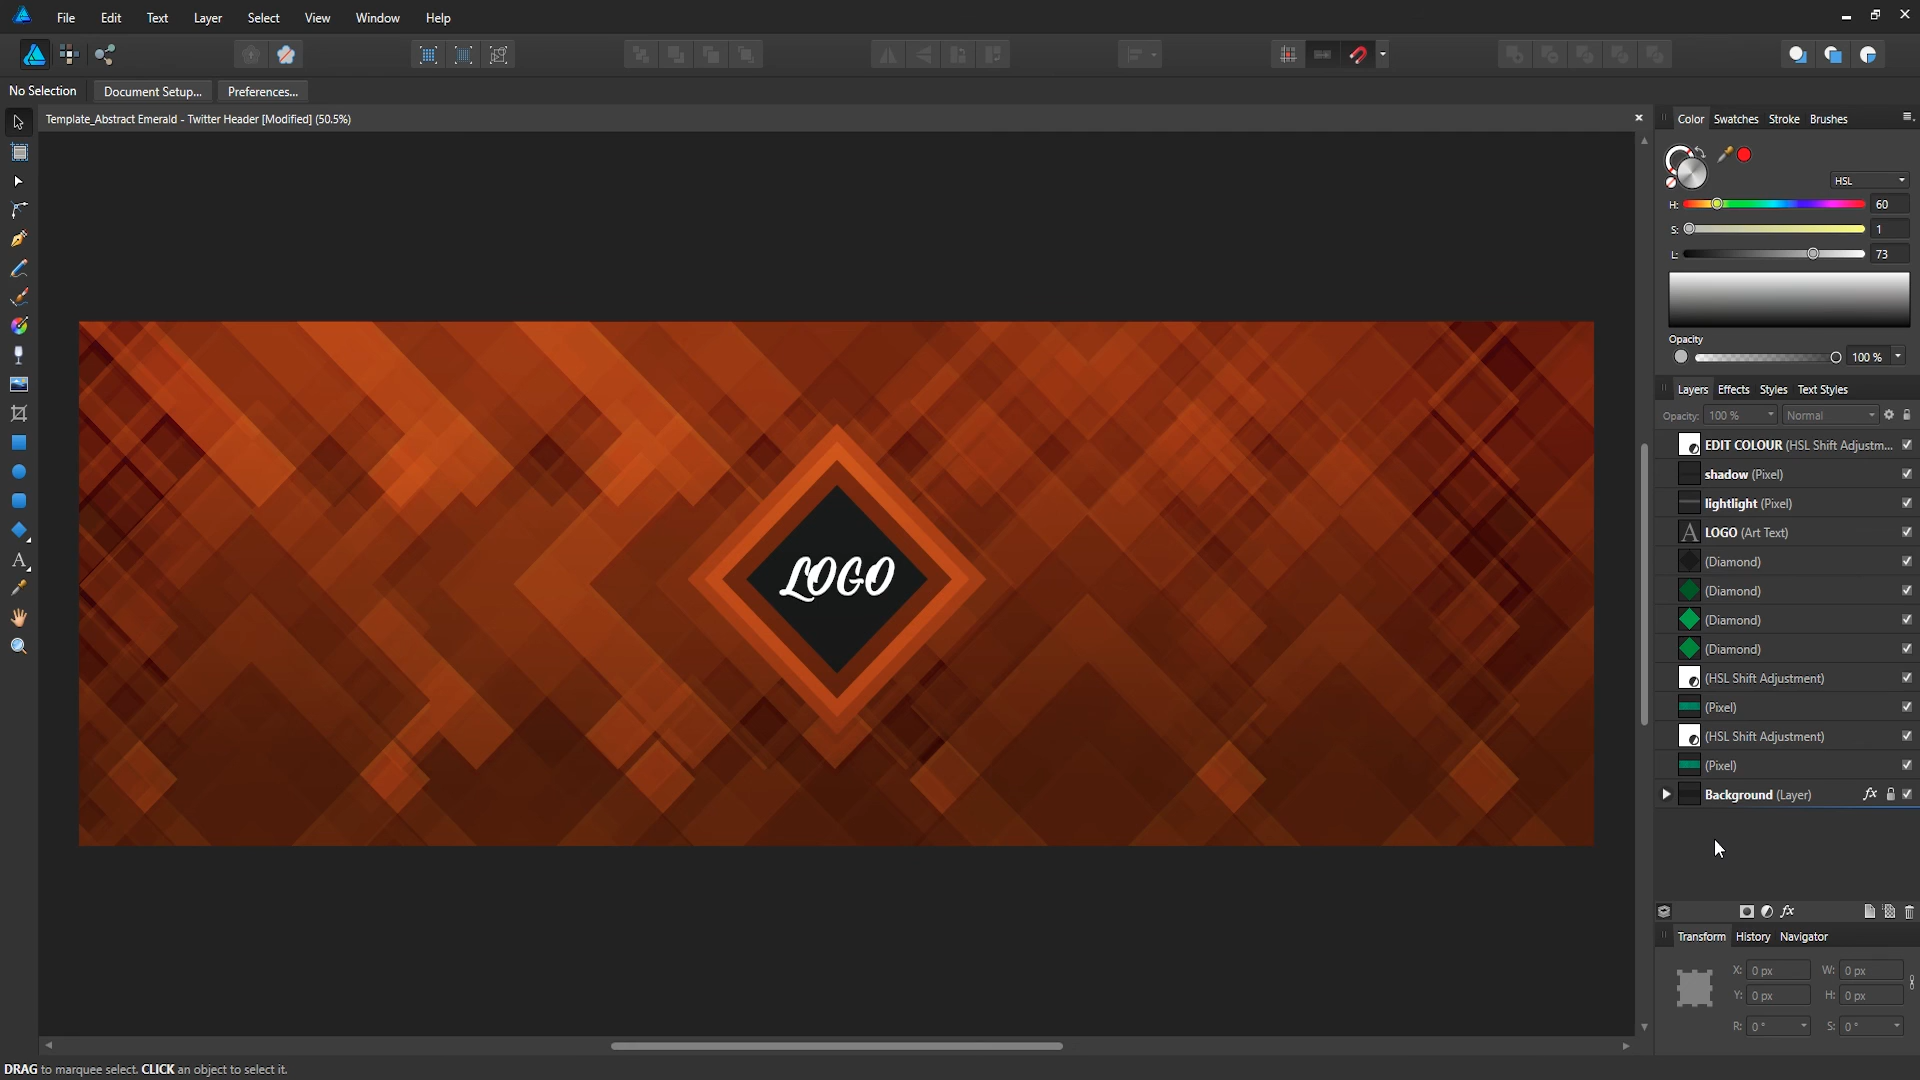 File Edit Text Layer Select View Window Help
No Selection Document Setup... Preferences...
Template_Abstract Emerald - Twitter Header [Modified] (50.5%)
LOGO
Color Swatches Stroke Brushes
HSL
H: 60
S: 1
L: 73
Opacity
100 %
Layers Effects Styles Text Styles
Opacity: 100 % Normal
EDIT COLOUR (HSL Shift Adjustm...
shadow (Pixel)
lightlight (Pixel)
A LOGO (Art Text)
(Diamond)
(Diamond)
(Diamond)
(Diamond)
(HSL Shift Adjustment)
(Pixel)
(HSL Shift Adjustment)
(Pixel)
Background (Layer) fx
fx
Transform History Navigator
X: 0 px W: 0 px
Y: 0 px H: 0 px
R: 0 ° S: 0 °
DRAG to marquee select. CLICK an object to select it.